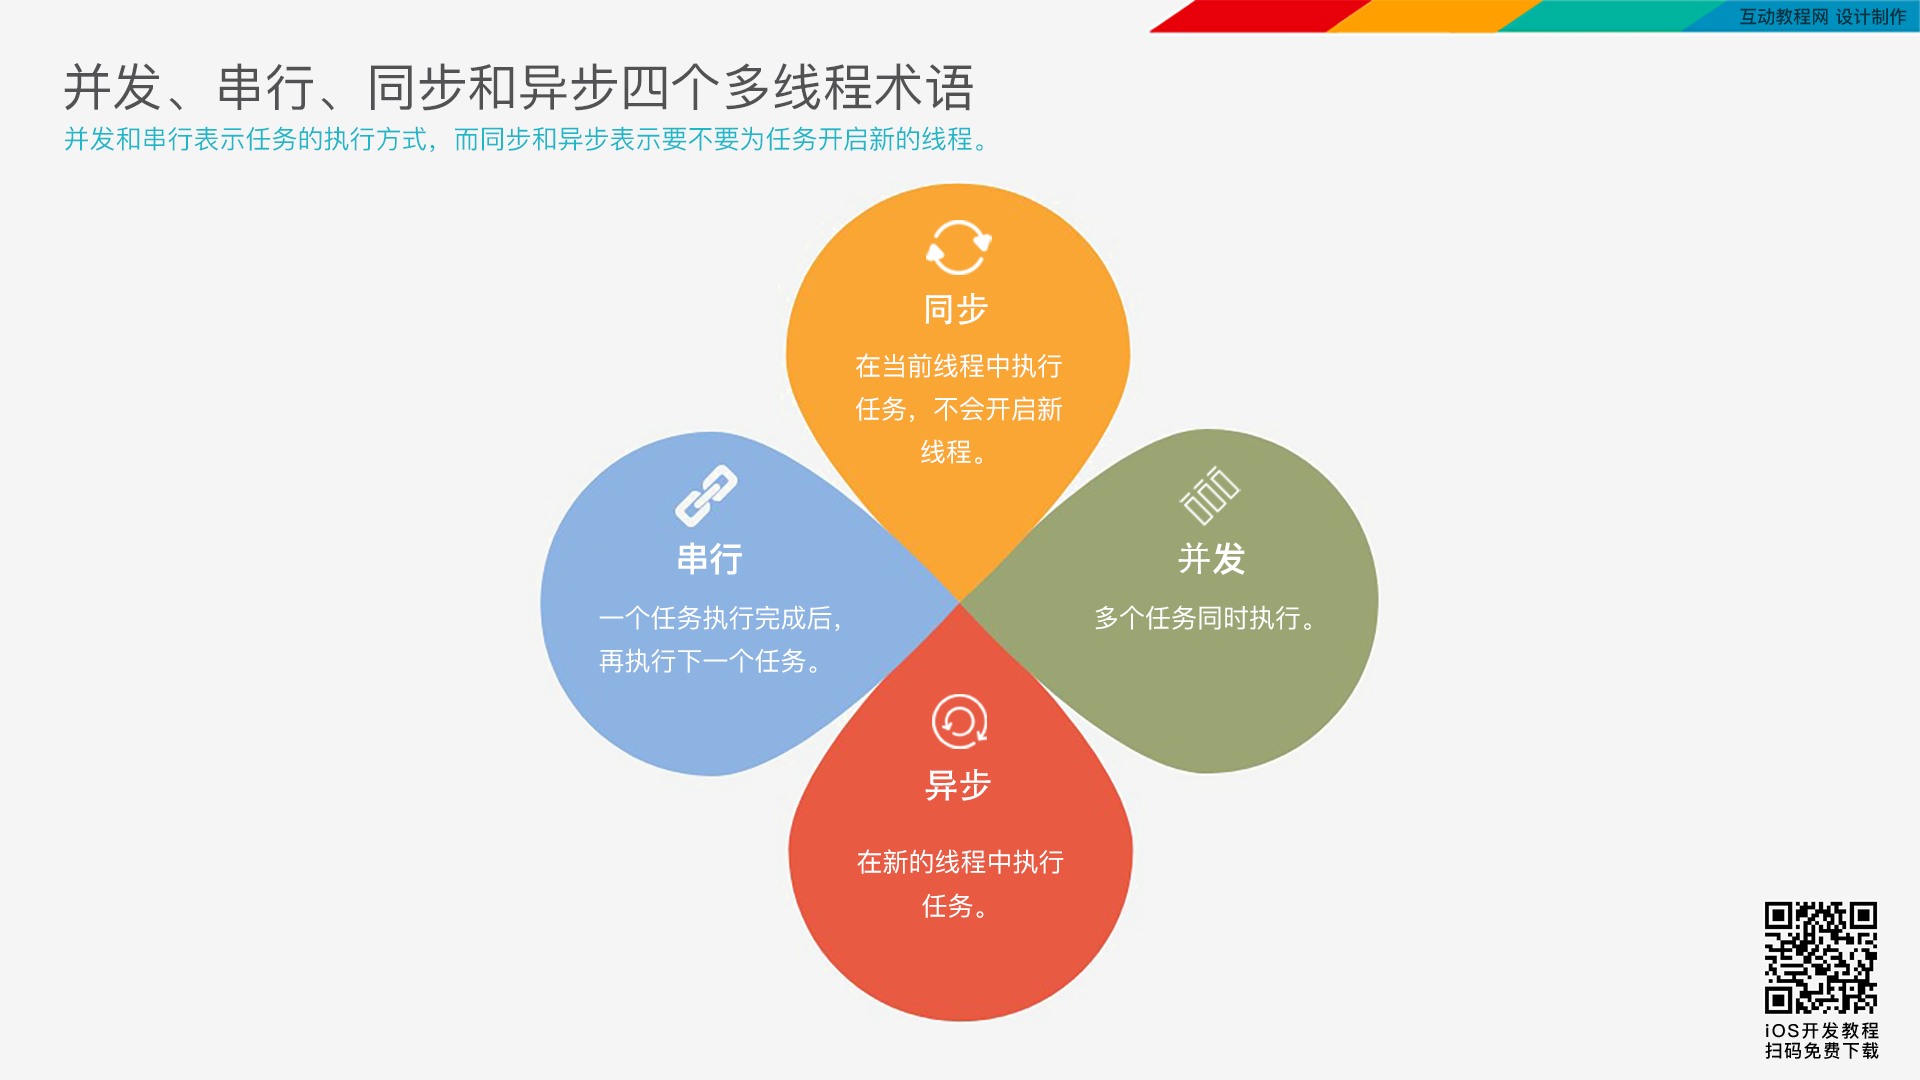 互动教程网 设计制作
并发、串行、同步和异步四个多线程术语
并发和串行表示任务的执行方式，而同步和异步表示要不要为任务开启新的线程。
同步
在当前线程中执行
任务，不会开启新
线程。
串行
一个任务执行完成后，
再执行下一个任务。
并发
多个任务同时执行。
异步
在新的线程中执行
任务。
iOS开发教程
扫码免费下载